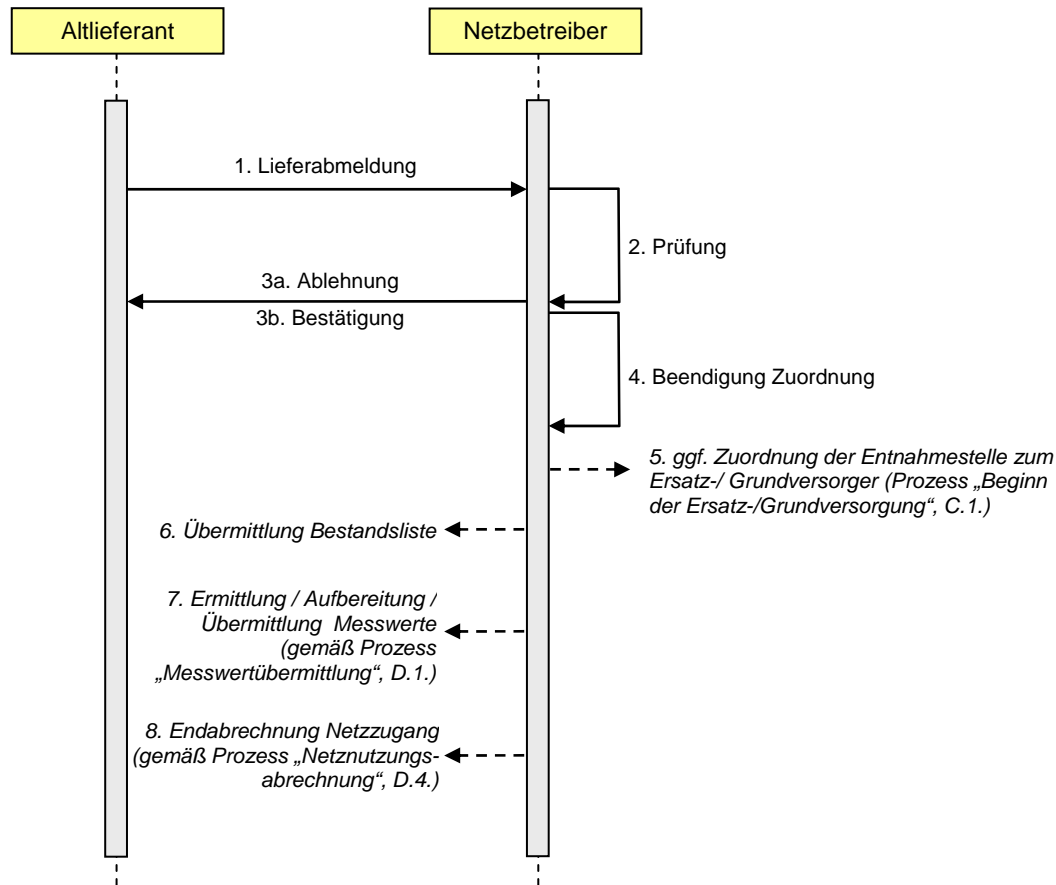 Altlieferant
Netzbetreiber
1. Lieferabmeldung
2. Prüfung
3a. Ablehnung
3b. Bestätigung
4. Beendigung Zuordnung
5. ggf. Zuordnung der Entnahmestelle zum
Ersatz-/ Grundversorger (Prozess „Beginn
der Ersatz-/Grundversorgung“, C.1.)
6. Übermittlung Bestandsliste
7. Ermittlung / Aufbereitung /
Übermittlung Messwerte
(gemäß Prozess
„Messwertübermittlung“, D.1.)
8. Endabrechnung Netzzugang
(gemäß Prozess „Netznutzungs-
abrechnung“, D.4.)